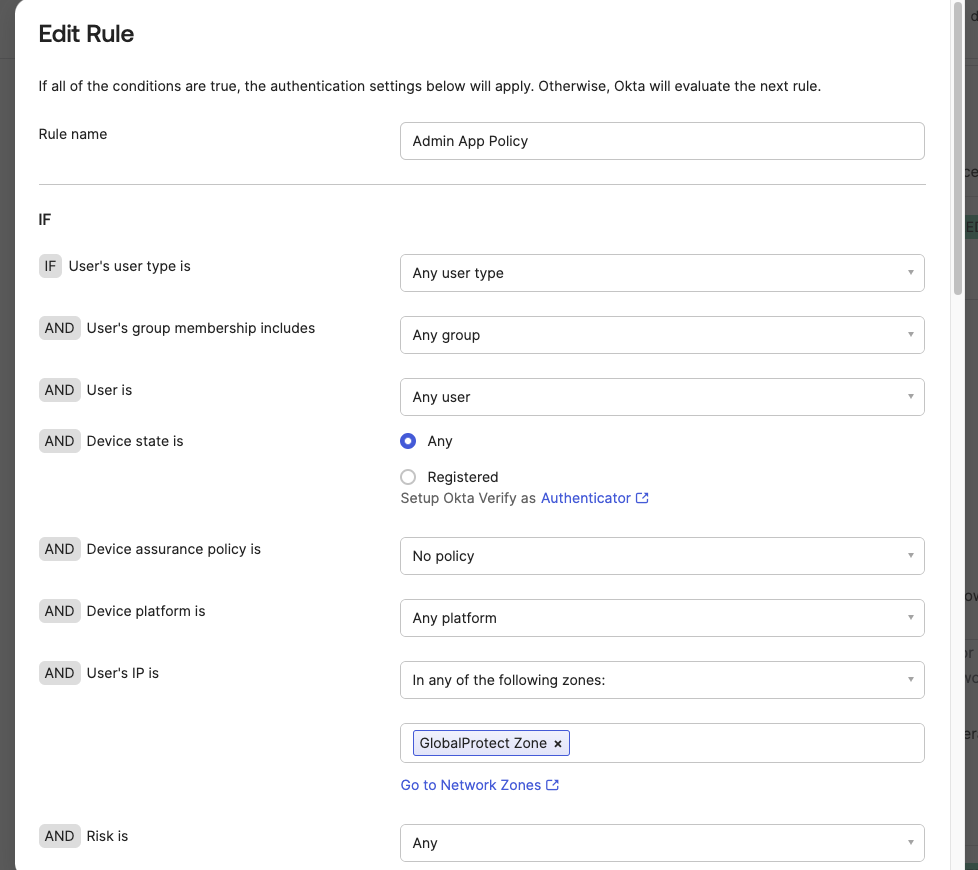 Edit Rule
If all of the conditions are true, the authentication settings below will apply. Otherwise, Okta will evaluate the next rule.
Rule name
Admin App Policy
IF
IF User's user type is
Any user type
AND User's group membership includes
Any group
AND User is
Any user
AND Device state is
Any
Registered
Setup Okta Verify as Authenticator
AND Device assurance policy is
No policy
AND Device platform is
Any platform
AND User's IP is
In any of the following zones:
GlobalProtect Zone ×
Go to Network Zones
AND Risk is
Any